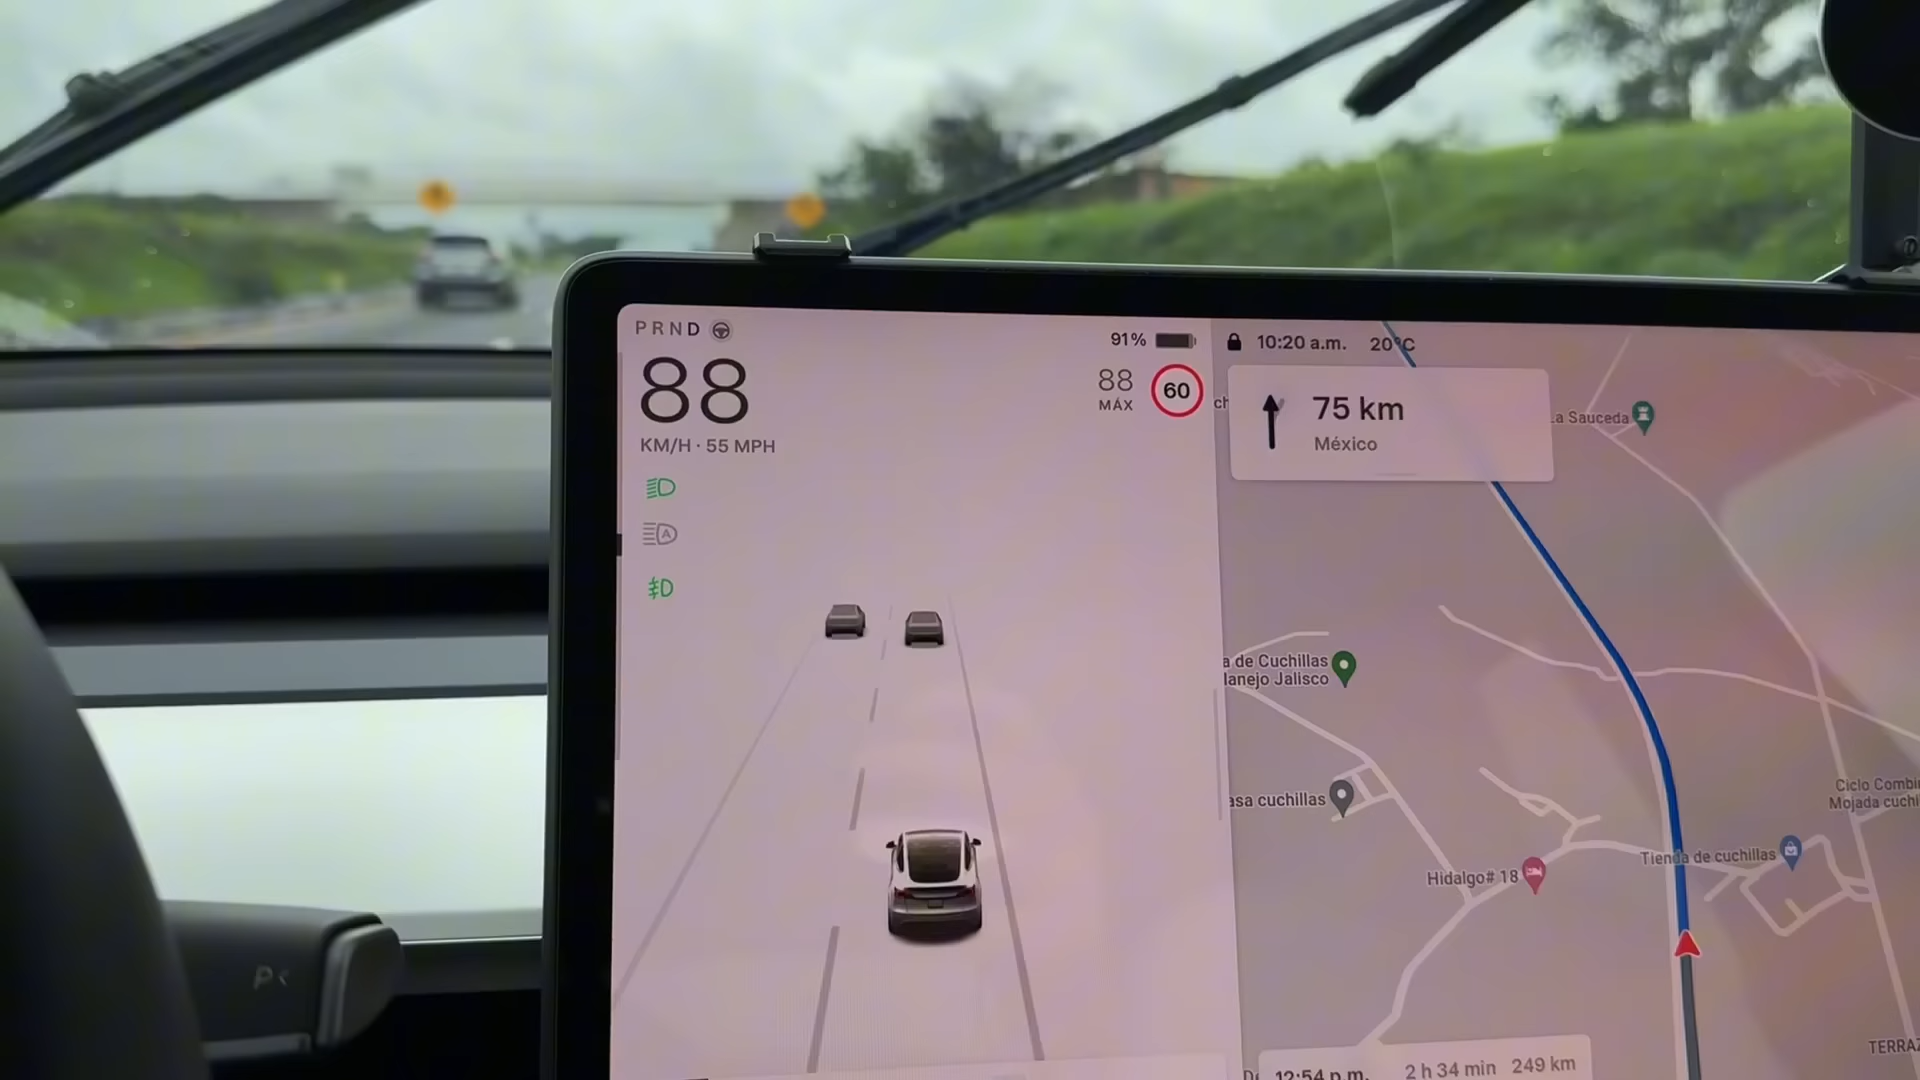 PRND
88
KM/H · 55 MPH
91%
88
MÁX
60
10:20 a.m. 20°C
75 km
México
La Sauceda
a de Cuchillas
anejo Jalisco
asa cuchillas
Hidalgo# 18
Tienda de cuchillas
Ciclo Combi
Mojada cuchi
TERRAZ
12:54 p.m. 2 h 34 min 249 km
P